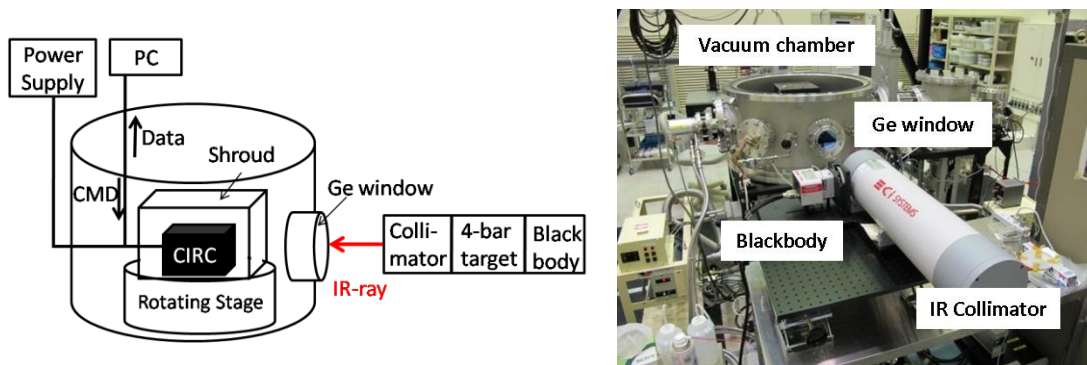 Power
Supply
PC
Data
Shroud
CMD
Ge window
CIRC
Colli-
mator
4-bar
target
Black
body
IR-ray
Rotating Stage
Vacuum chamber
Ge window
CI
SYSTEMS
Blackbody
IR Collimator